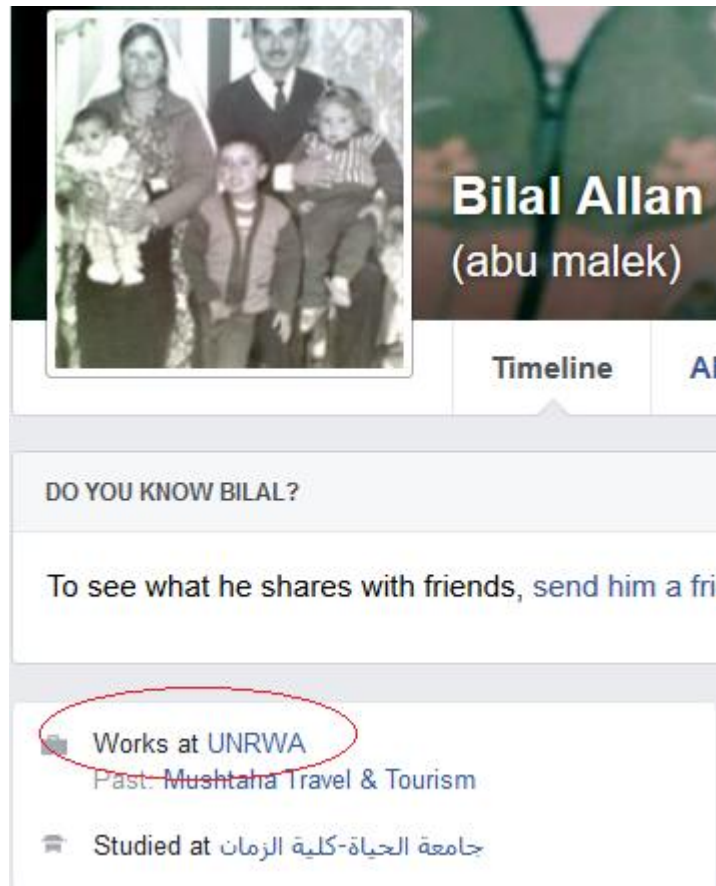 Bilal Allan
(abu malek)
Timeline
DO YOU KNOW BILAL?
To see what he shares with friends, send him a
Works at UNRWA
Past: Mushtaha Travel & Tourism
Studied at جامعة الحياة-كلية الزمان